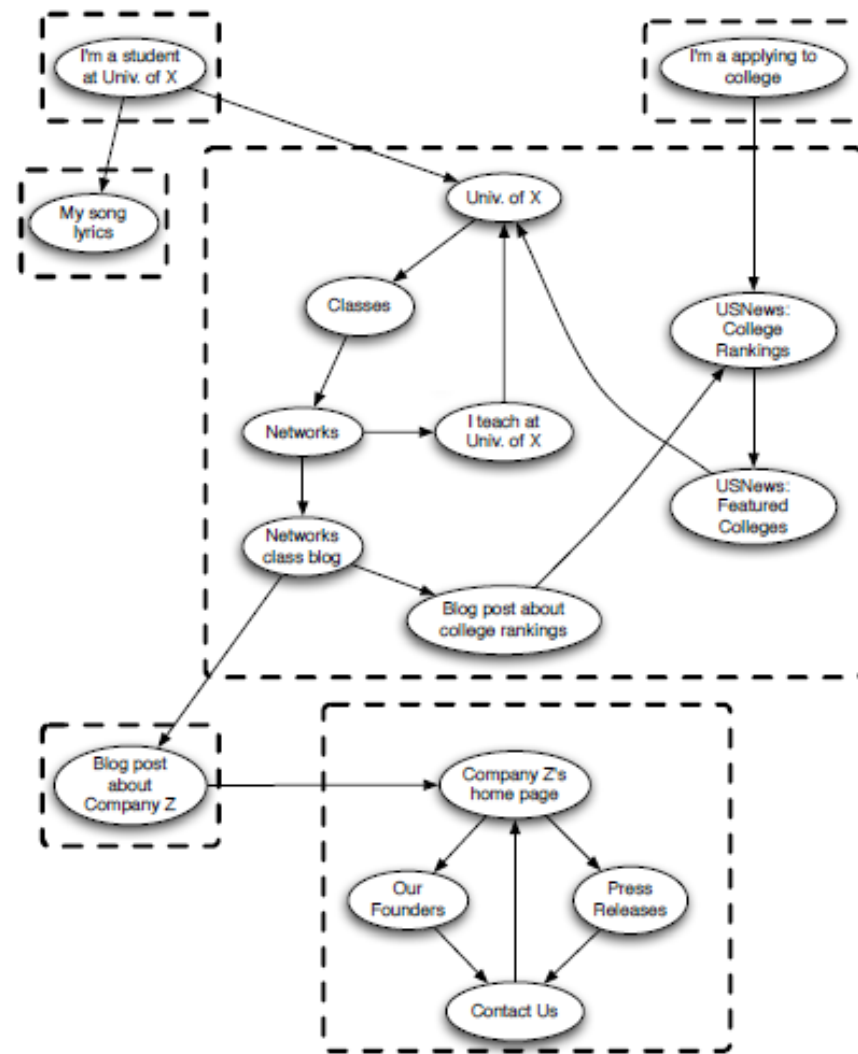 I'm a student
at Univ. of X
I'm a applying to
college
My song
lyrics
Univ. of X
Classes
USNews:
College
Rankings
Networks
I teach at
Univ. of X
USNews:
Featured
Colleges
Networks
class blog
Blog post about
college rankings
Blog post
about
Company Z
Company Z's
home page
Our
Founders
Press
Releases
Contact Us